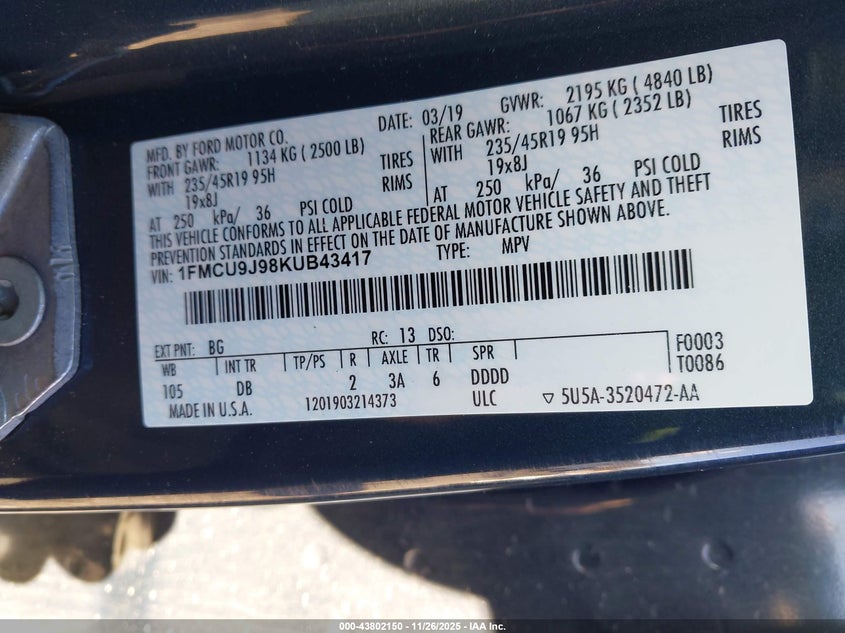 MFD. BY FORD MOTOR CO. DATE: 03/19 GVWR: 2195 KG ( 4840 LB)
FRONT GAWR: 1134 KG ( 2500 LB) REAR GAWR: 1067 KG ( 2352 LB)
WITH 235/45R19 95H TIRES WITH 235/45R19 95H TIRES
19x8J RIMS 19x8J RIMS
AT 250 kPa/ 36 PSI COLD AT 250 kPa/ 36 PSI COLD
THIS VEHICLE CONFORMS TO ALL APPLICABLE FEDERAL MOTOR VEHICLE SAFETY AND THEFT
PREVENTION STANDARDS IN EFFECT ON THE DATE OF MANUFACTURE SHOWN ABOVE.
VIN: 1FMCU9J98KUB43417 TYPE: MPV
EXT PNT: BG RC: 13 DSO: F0003
WB INT TR TP/PS R AXLE TR SPR T0086
105 DB 2 3A 6 DDDD
MADE IN U.S.A. 1201903214373 ULC ▽ 5U5A-3520472-AA
000-43802150 - 11/26/2025 - IAA Inc.